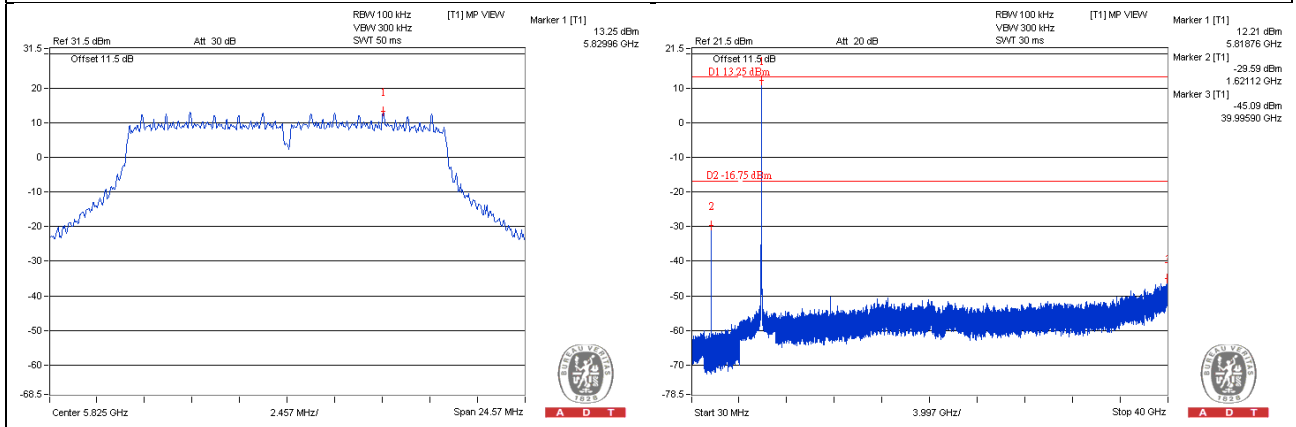 RBW 100 kHz [T1] MP VIEW
VBW 300 kHz
Ref 31.5 dBm Att 30 dB SWT 50 ms
Marker 1 [T1]
13.25 dBm
5.82996 GHz
31.5
Offset 11.5 dB
20
10
0
-10
-20
-30
-40
-50
-60
-68.5
1
Center 5.825 GHz 2.457 MHz/ Span 24.57 MHz
BUREAU VERITAS
1828
A D T
RBW 100 kHz [T1] MP VIEW
VBW 300 kHz
Ref 21.5 dBm Att 20 dB SWT 30 ms
Marker 1 [T1]
12.21 dBm
5.81876 GHz
Marker 2 [T1]
-29.59 dBm
1.62112 GHz
Marker 3 [T1]
-45.09 dBm
39.99590 GHz
21.5
Offset 11.5 dB
D1 13.25 dBm
10
0
-10
D2 -16.75 dBm
-20
2
-30
-40
-50
-60
-70
-78.5
Start 30 MHz 3.997 GHz/ Stop 40 GHz
BUREAU VERITAS
1828
A D T